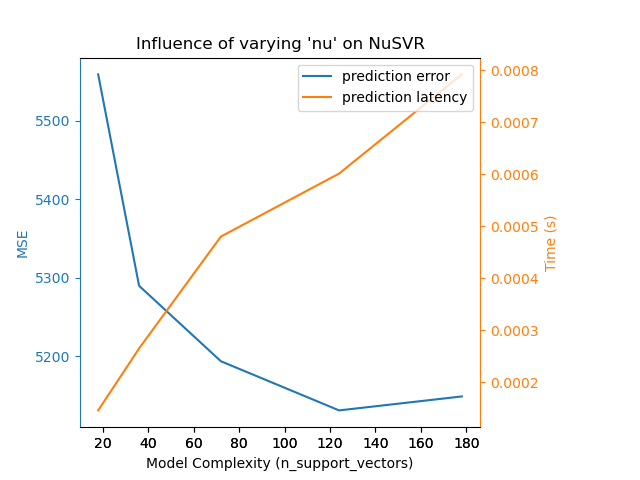 Influence of varying 'nu' on NuSVR
prediction error
prediction latency
5500
5400
5300
5200
MSE
0.0008
0.0007
0.0006
0.0005
0.0004
0.0003
0.0002
Time (s)
20 40 60 80 100 120 140 160 180
Model Complexity (n_support_vectors)